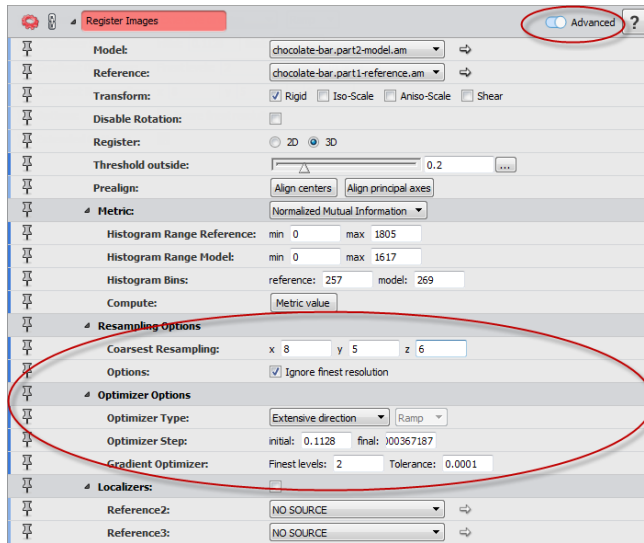 Register Images Advanced ?
Model: chocolate-bar.part2-model.am
Reference: chocolate-bar.part1-reference.am
Transform: Rigid Iso-Scale Aniso-Scale Shear
Disable Rotation:
Register: 2D 3D
Threshold outside: 0.2 ...
Prealign: Align centers Align principal axes
Metric: Normalized Mutual Information
Histogram Range Reference: min 0 max 1805
Histogram Range Model: min 0 max 1617
Histogram Bins: reference: 257 model: 269
Compute: Metric value
Resampling Options
Coarsest Resampling: x 8 y 5 z 6
Options: Ignore finest resolution
Optimizer Options
Optimizer Type: Extensive direction Ramp
Optimizer Step: initial: 0.1128 final: 000367187
Gradient Optimizer: Finest levels: 2 Tolerance: 0.0001
Localizers:
Reference2: NO SOURCE
Reference3: NO SOURCE